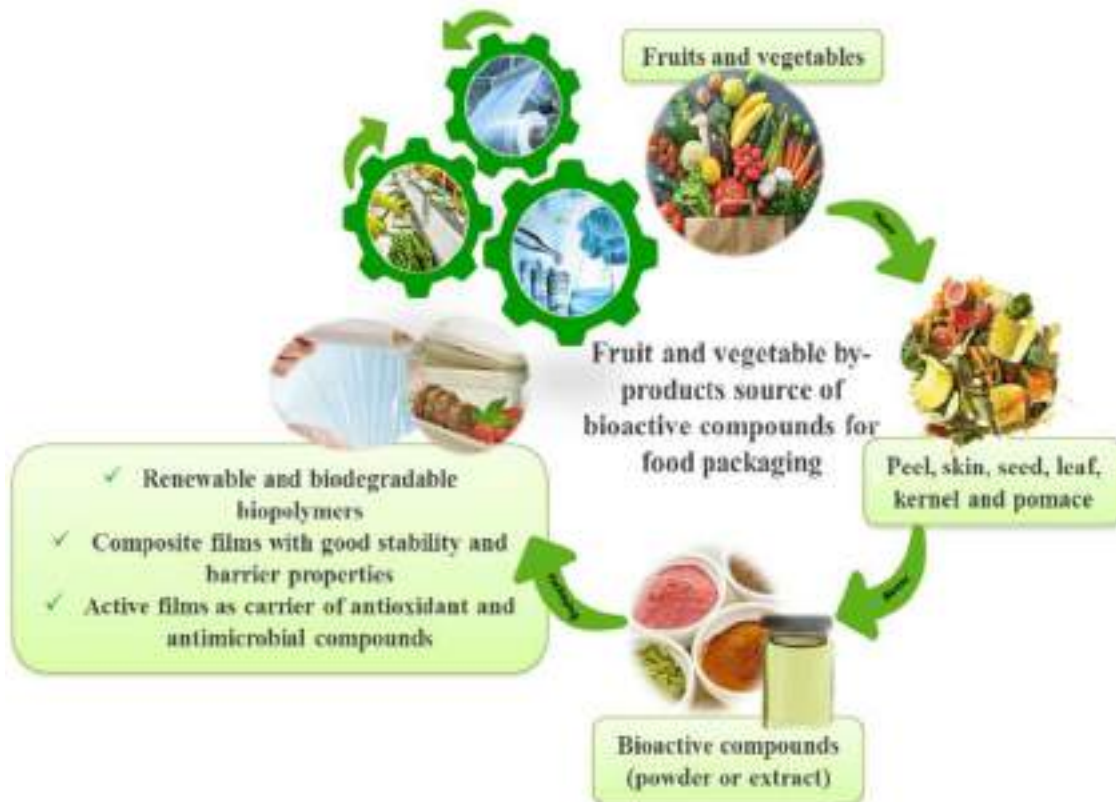 Fruits and vegetables
Fruit and vegetable by-
products source of
bioactive compounds for
food packaging
Peel, skin, seed, leaf,
kernel and pomace
Bioactive compounds
(powder or extract)
✓ Renewable and biodegradable
biopolymers
✓ Composite films with good stability and
barrier properties
✓ Active films as carrier of antioxidant and
antimicrobial compounds